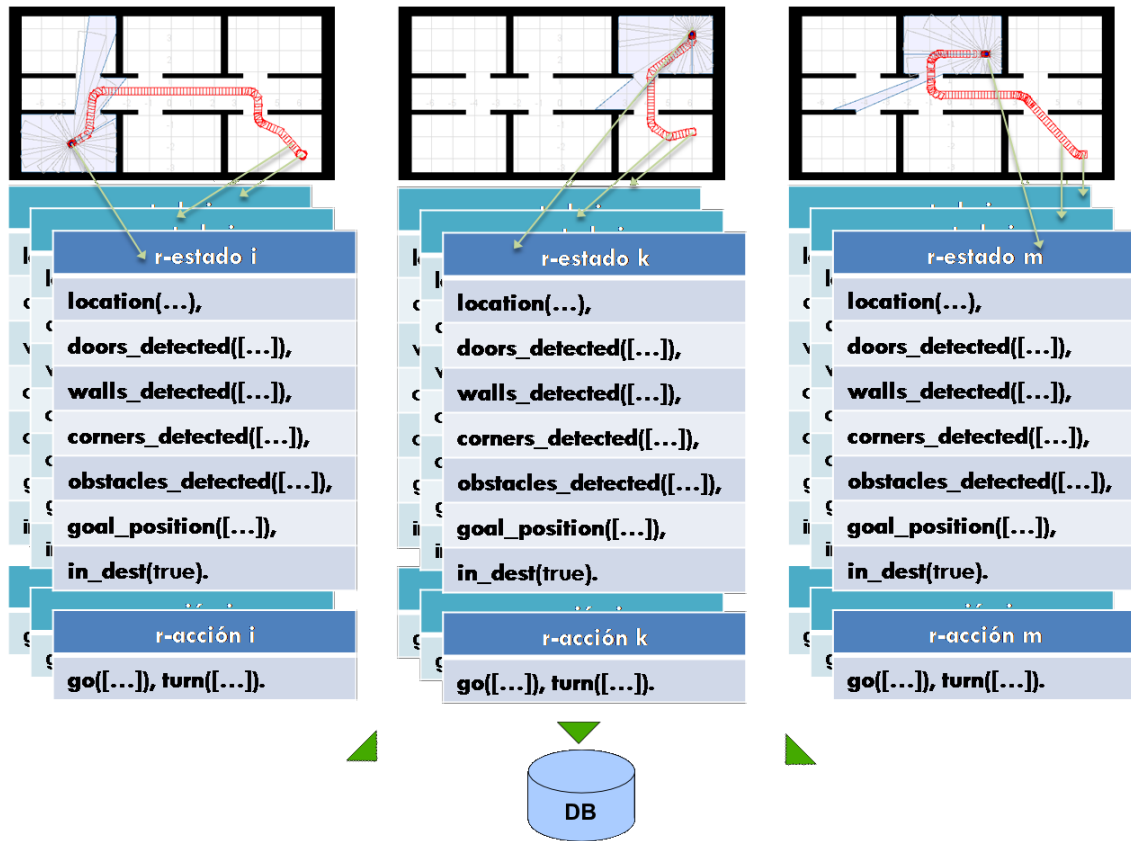 r-estado i
location(...),
doors_detected([...]),
walls_detected([...]),
corners_detected([...]),
obstacles_detected([...]),
goal_position([...]),
in_dest(true).
r-acción i
go([...]), turn([...]).
r-estado k
location(...),
doors_detected([...]),
walls_detected([...]),
corners_detected([...]),
obstacles_detected([...]),
goal_position([...]),
in_dest(true).
r-acción k
go([...]), turn([...]).
r-estado m
location(...),
doors_detected([...]),
walls_detected([...]),
corners_detected([...]),
obstacles_detected([...]),
goal_position([...]),
in_dest(true).
r-acción m
go([...]), turn([...]).
DB